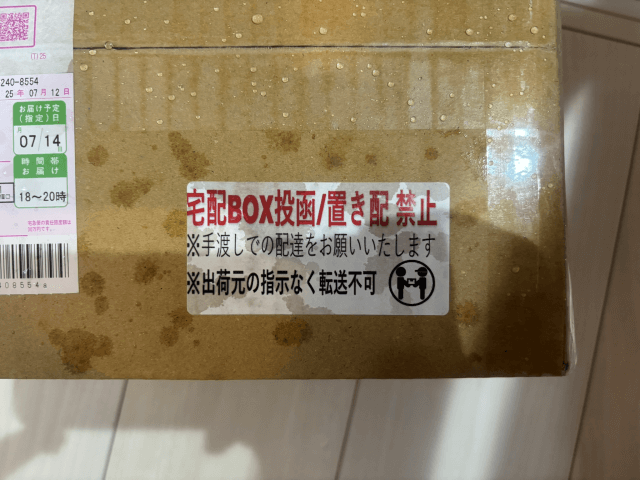 (T)25
240-8554
25年07月12日
お届け予定
(指定)日
月 日
07/14
時間帯
お届け
18～20時
宅配BOX投函/置き配 禁止
※手渡しでの配達をお願いいたします
※出荷元の指示なく転送不可